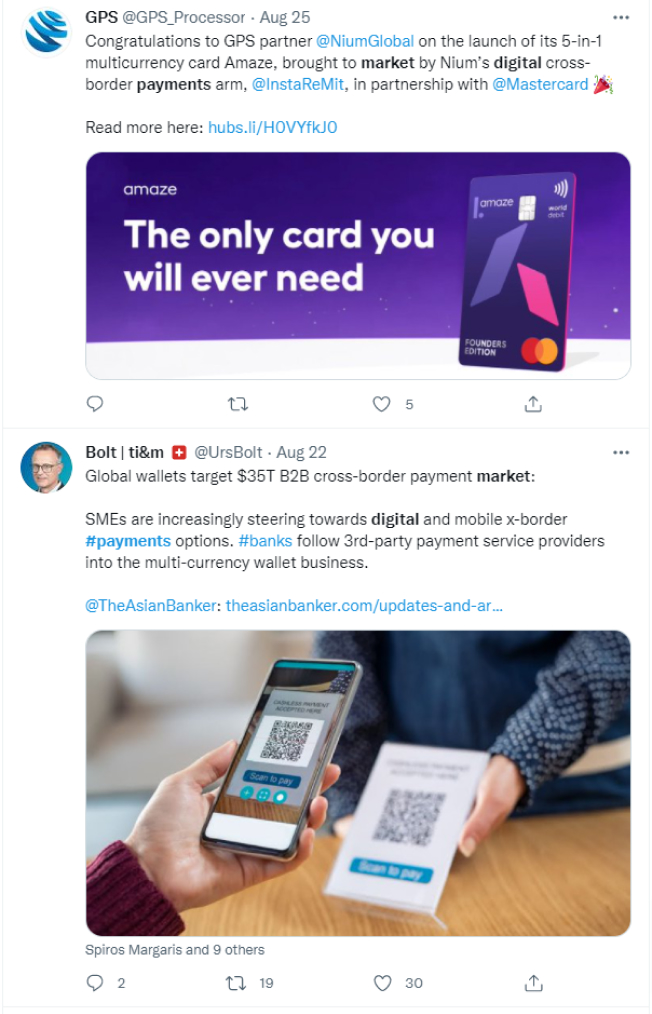 GPS @GPS_Processor · Aug 25
Congratulations to GPS partner @NiumGlobal on the launch of its 5-in-1
multicurrency card Amaze, brought to market by Nium's digital cross-
border payments arm, @InstaReMit, in partnership with @Mastercard 🎉
Read more here: hubs.li/H0VYfkJ0
amaze
The only card you
will ever need
amaze
world
debit
FOUNDERS
EDITION
5
Bolt | ti&m 🇨🇭 @UrsBolt · Aug 22
Global wallets target $35T B2B cross-border payment market:
SMEs are increasingly steering towards digital and mobile x-border
#payments options. #banks follow 3rd-party payment service providers
into the multi-currency wallet business.
@TheAsianBanker: theasianbanker.com/updates-and-ar...
CASHLESS PAYMENT
ACCEPTED HERE
Scan to pay
CASHLESS PAYMENT
ACCEPTED HERE
Scan to pay
Spiros Margaris and 9 others
2 19 30